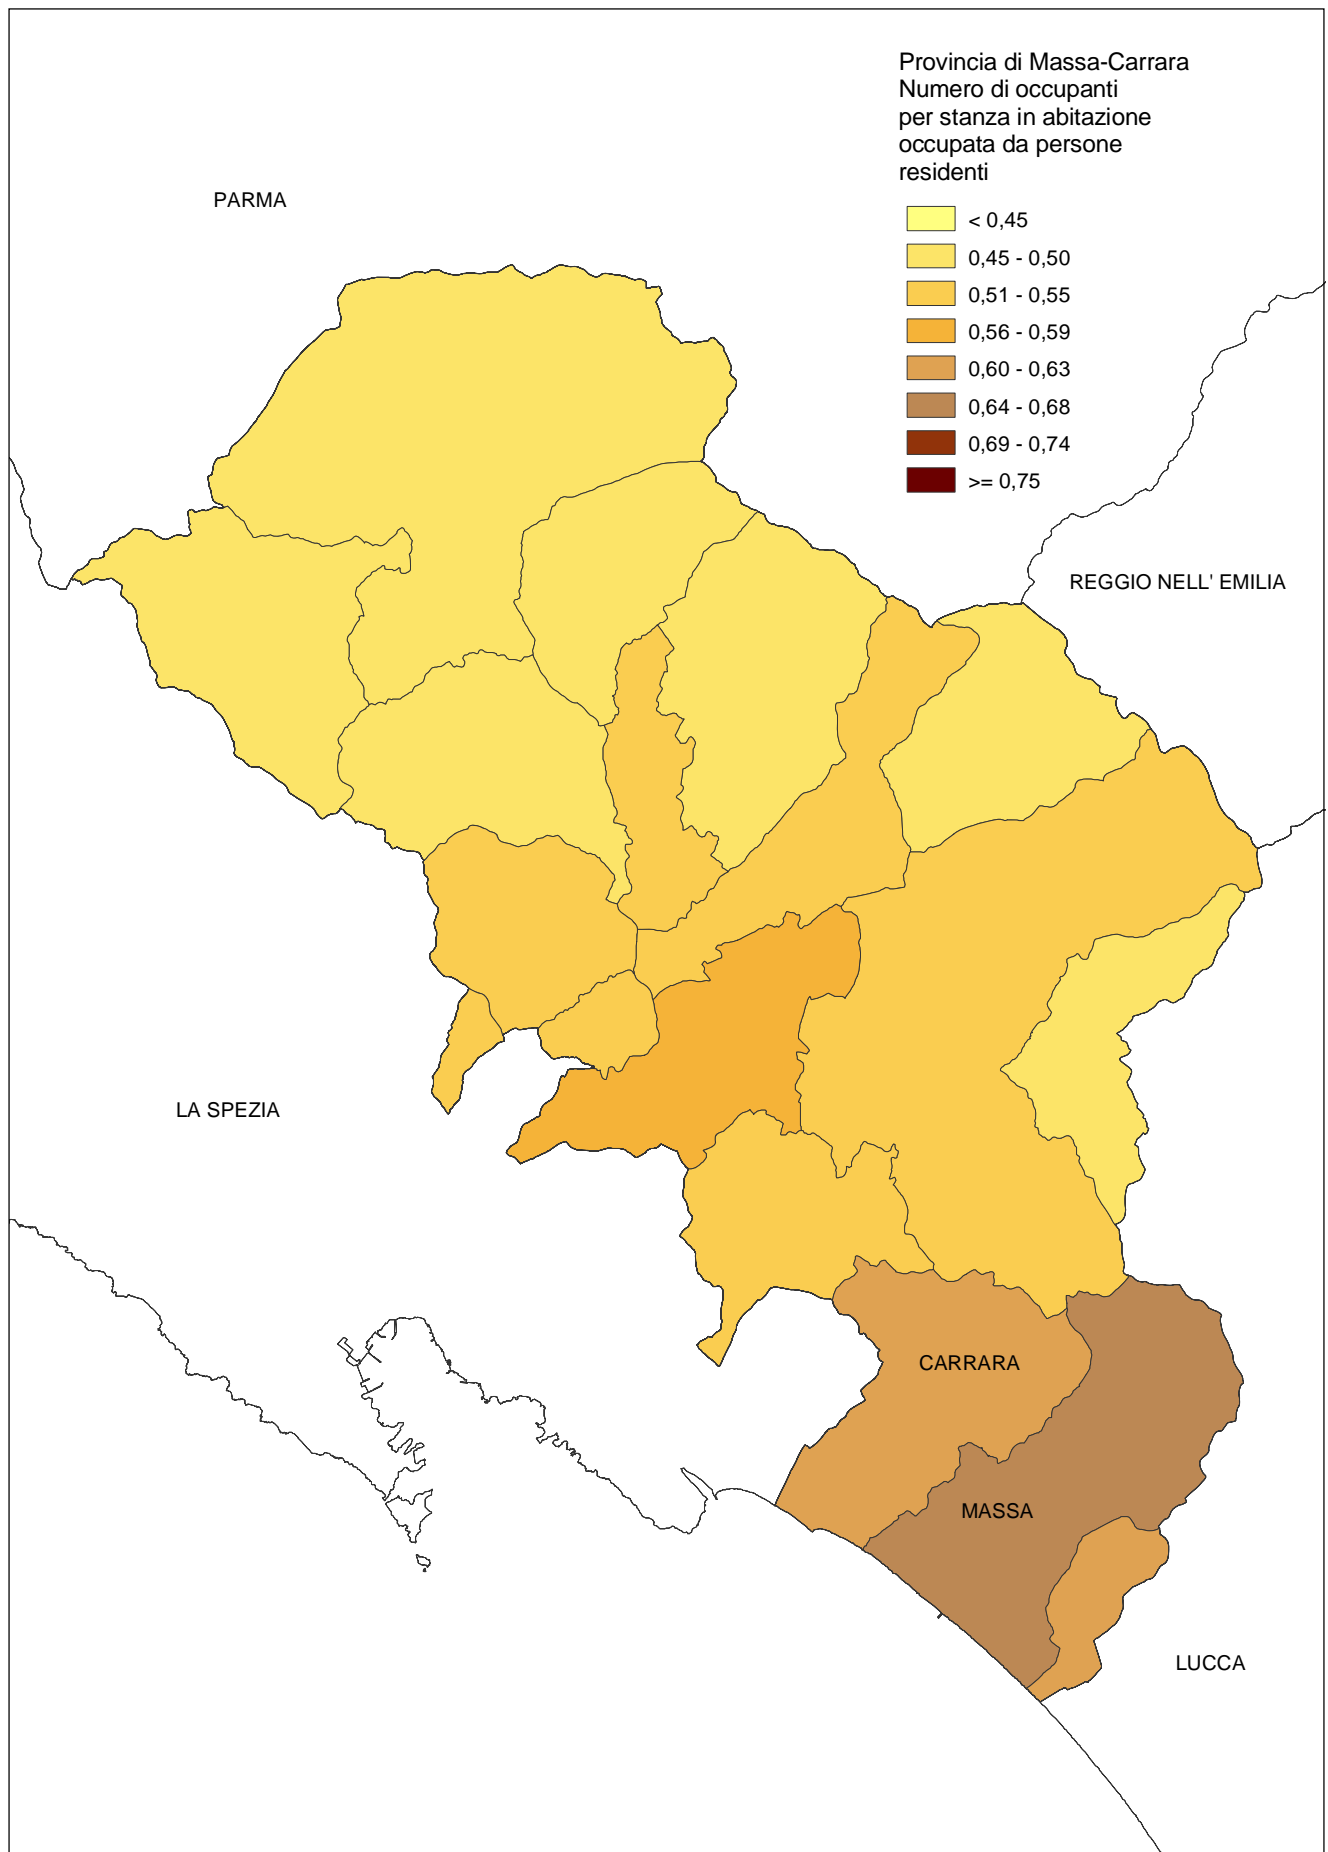 Provincia di Massa-Carrara
Numero di occupanti
per stanza in abitazione
occupata da persone
residenti
< 0,45
0,45 - 0,50
0,51 - 0,55
0,56 - 0,59
0,60 - 0,63
0,64 - 0,68
0,69 - 0,74
>= 0,75
PARMA
REGGIO NELL' EMILIA
LA SPEZIA
CARRARA
MASSA
LUCCA